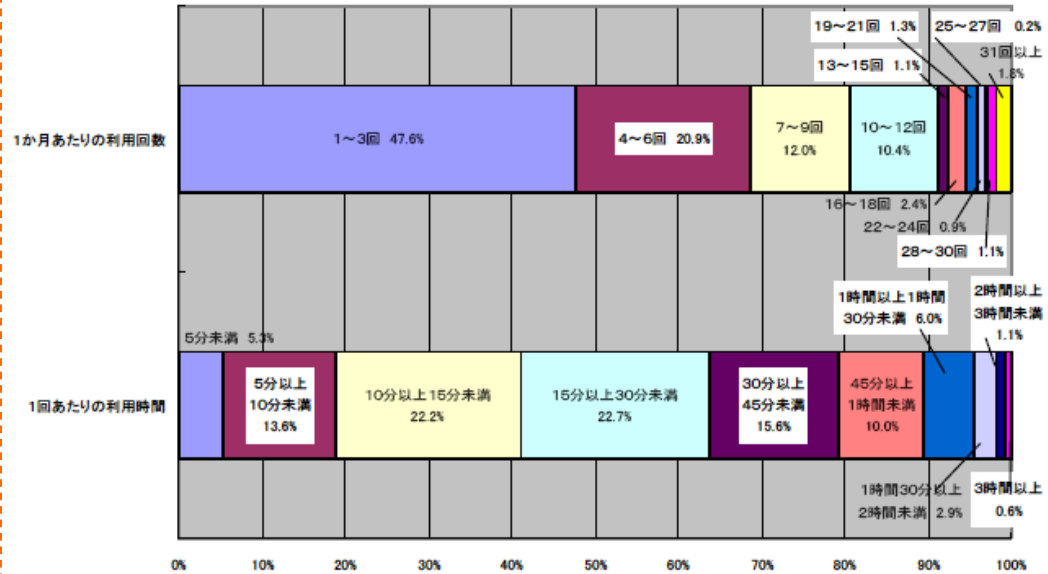 19～21回 1.3%
25～27回 0.2%
13～15回 1.1%
31回以上
1.8%
1か月あたりの利用回数
1～3回 47.6%
4～6回 20.9%
7～9回
12.0%
10～12回
10.4%
16～18回 2.4%
22～24回 0.9%
28～30回 1.1%
1時間以上1時間
30分未満 6.0%
2時間以上
3時間未満
1.1%
5分未満 5.3%
1回あたりの利用時間
5分以上
10分未満
13.6%
10分以上15分未満
22.2%
15分以上30分未満
22.7%
30分以上
45分未満
15.6%
45分以上
1時間未満
10.0%
1時間30分以上
2時間未満 2.9%
3時間以上
0.6%
0%
10%
20%
30%
40%
50%
60%
70%
80%
90%
100%